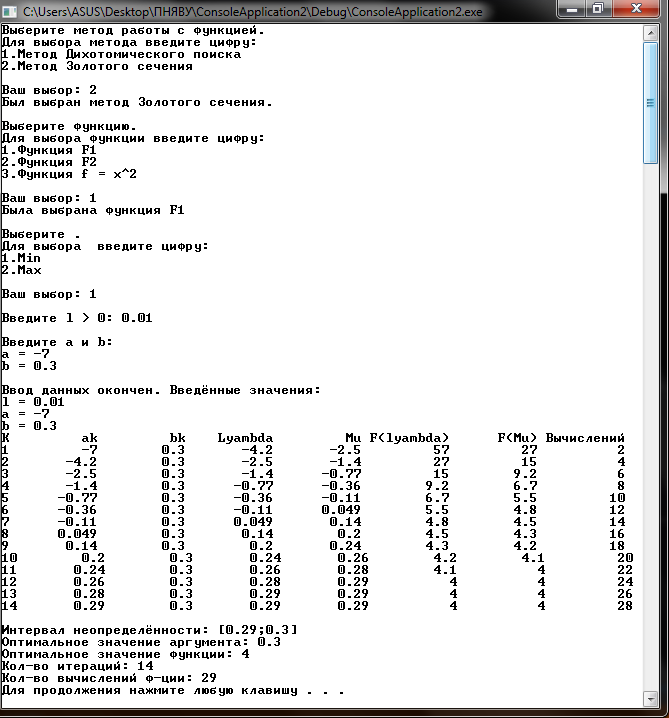 C:\Users\ASUS\Desktop\ПНЯВУ\ConsoleApplication2\Debug\ConsoleApplication2.exe
Выберите метод работы с функцией.
Для выбора метода введите цифру:
1.Метод Дихотомического поиска
2.Метод Золотого сечения
Ваш выбор: 2
Был выбран метод Золотого сечения.
Выберите функцию.
Для выбора функции введите цифру:
1.Функция F1
2.Функция F2
3.Функция f = x^2
Ваш выбор: 1
Была выбрана функция F1
Выберите .
Для выбора  введите цифру:
1.Min
2.Max
Ваш выбор: 1
Введите l > 0: 0.01
Введите a и b:
a = -7
b = 0.3
Ввод данных окончен. Введённые значения:
l = 0.01
a = -7
b = 0.3
K ak bk Lyambda Mu F(lyambda) F(Mu) Вычислений
1 -7 0.3 -4.2 -2.5 57 27 2
2 -4.2 0.3 -2.5 -1.4 27 15 4
3 -2.5 0.3 -1.4 -0.77 15 9.2 6
4 -1.4 0.3 -0.77 -0.36 9.2 6.7 8
5 -0.77 0.3 -0.36 -0.11 6.7 5.5 10
6 -0.36 0.3 -0.11 0.049 5.5 4.8 12
7 -0.11 0.3 0.049 0.14 4.8 4.5 14
8 0.049 0.3 0.14 0.2 4.5 4.3 16
9 0.14 0.3 0.2 0.24 4.3 4.2 18
10 0.2 0.3 0.24 0.26 4.2 4.1 20
11 0.24 0.3 0.26 0.28 4.1 4 22
12 0.26 0.3 0.28 0.29 4 4 24
13 0.28 0.3 0.29 0.29 4 4 26
14 0.29 0.3 0.29 0.29 4 4 28
Интервал неопределённости: [0.29;0.3]
Оптимальное значение аргумента: 0.3
Оптимальное значение функции: 4
Кол-во итераций: 14
Кол-во вычислений ф-ции: 29
Для продолжения нажмите любую клавишу . . .